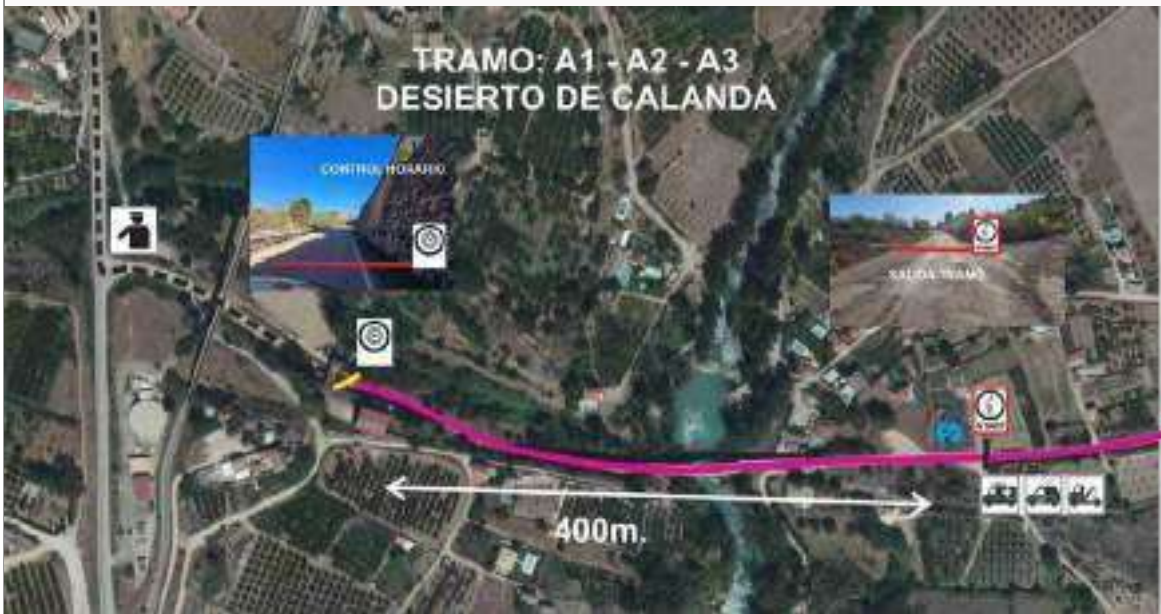 TRAMO: A1 - A2 - A3
DESIERTO DE CALANDA
CONTROL HORARIO
SALIDA TRAMO
400m.